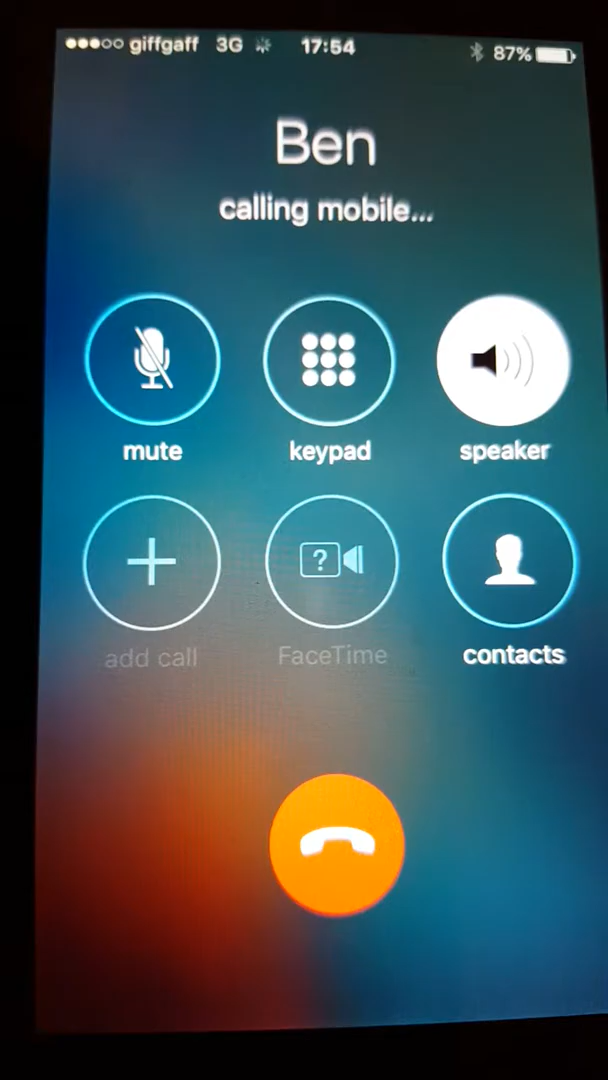 giffgaff 3G 17:54 87%
Ben
calling mobile...
mute keypad speaker
?
add call FaceTime contacts